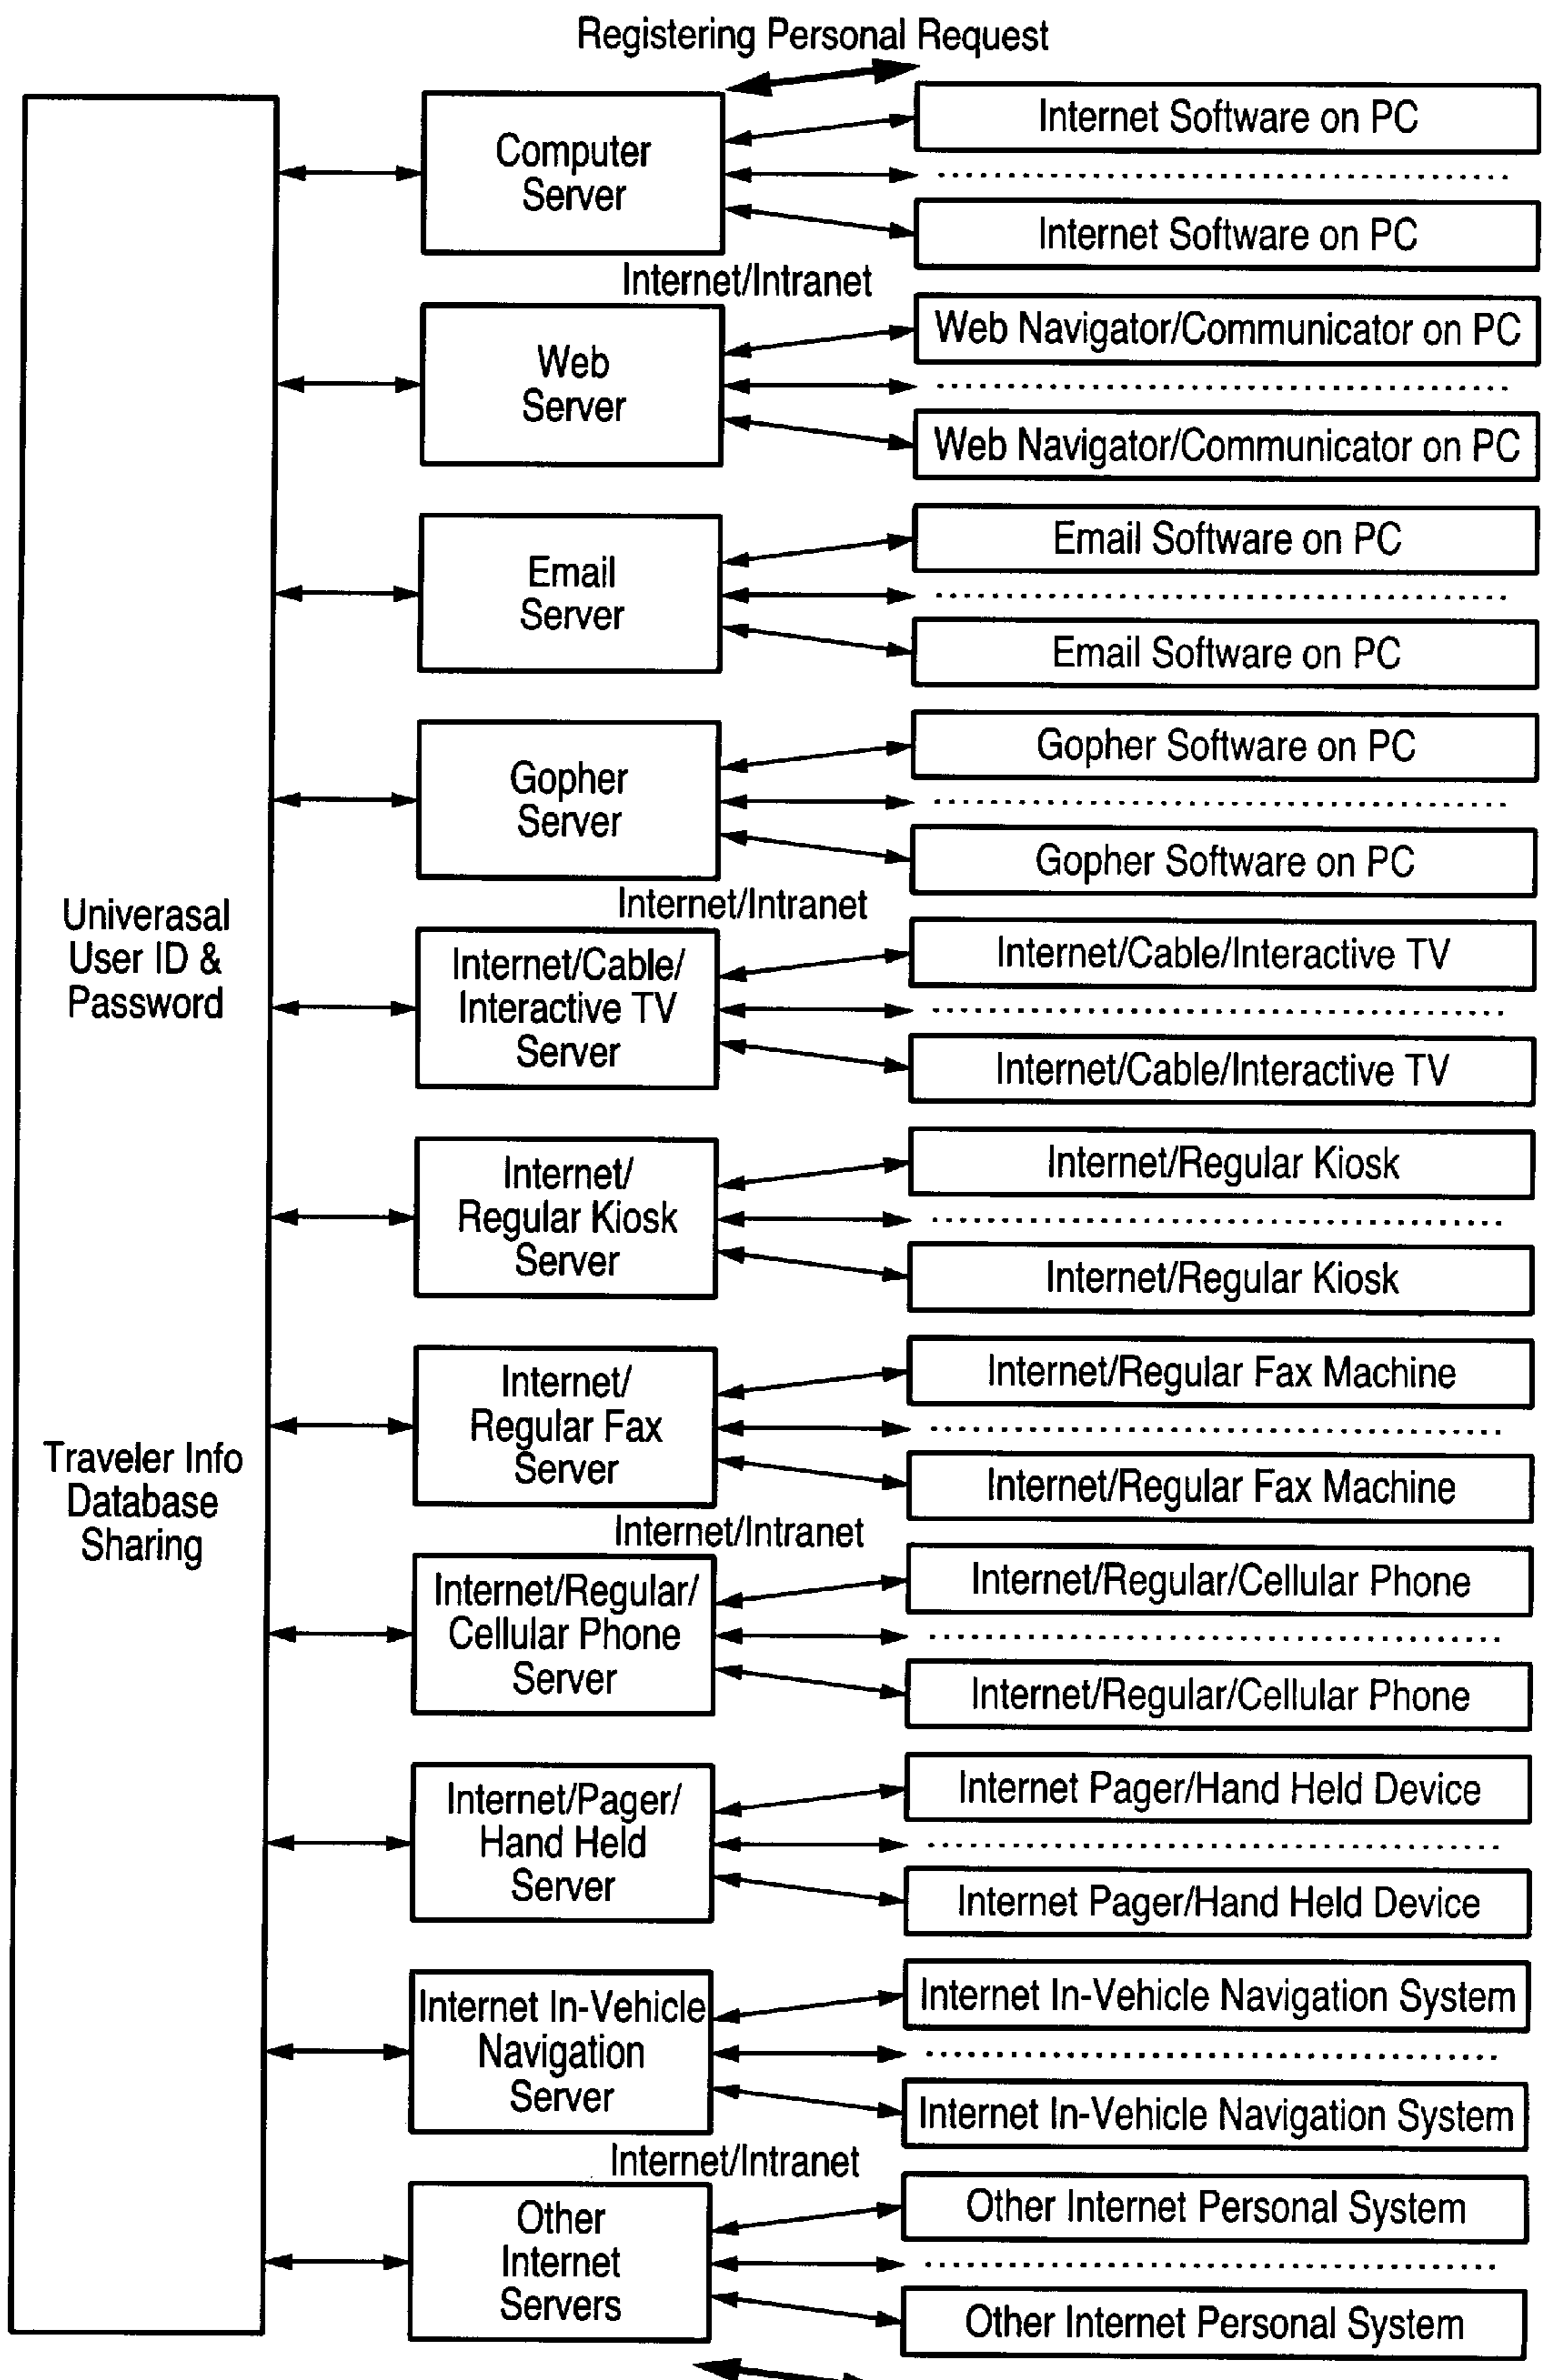 Registering Personal Request
Univerasal
User ID &
Password
Traveler Info
Database
Sharing
Computer
Server
Internet Software on PC
Internet Software on PC
Internet/Intranet
Web
Server
Web Navigator/Communicator on PC
Web Navigator/Communicator on PC
Email
Server
Email Software on PC
Email Software on PC
Gopher
Server
Gopher Software on PC
Gopher Software on PC
Internet/Intranet
Internet/Cable/
Interactive TV
Server
Internet/Cable/Interactive TV
Internet/Cable/Interactive TV
Internet/
Regular Kiosk
Server
Internet/Regular Kiosk
Internet/Regular Kiosk
Internet/
Regular Fax
Server
Internet/Regular Fax Machine
Internet/Regular Fax Machine
Internet/Intranet
Internet/Regular/
Cellular Phone
Server
Internet/Regular/Cellular Phone
Internet/Regular/Cellular Phone
Internet/Pager/
Hand Held
Server
Internet Pager/Hand Held Device
Internet Pager/Hand Held Device
Internet In-Vehicle
Navigation
Server
Internet In-Vehicle Navigation System
Internet In-Vehicle Navigation System
Internet/Intranet
Other
Internet
Servers
Other Internet Personal System
Other Internet Personal System